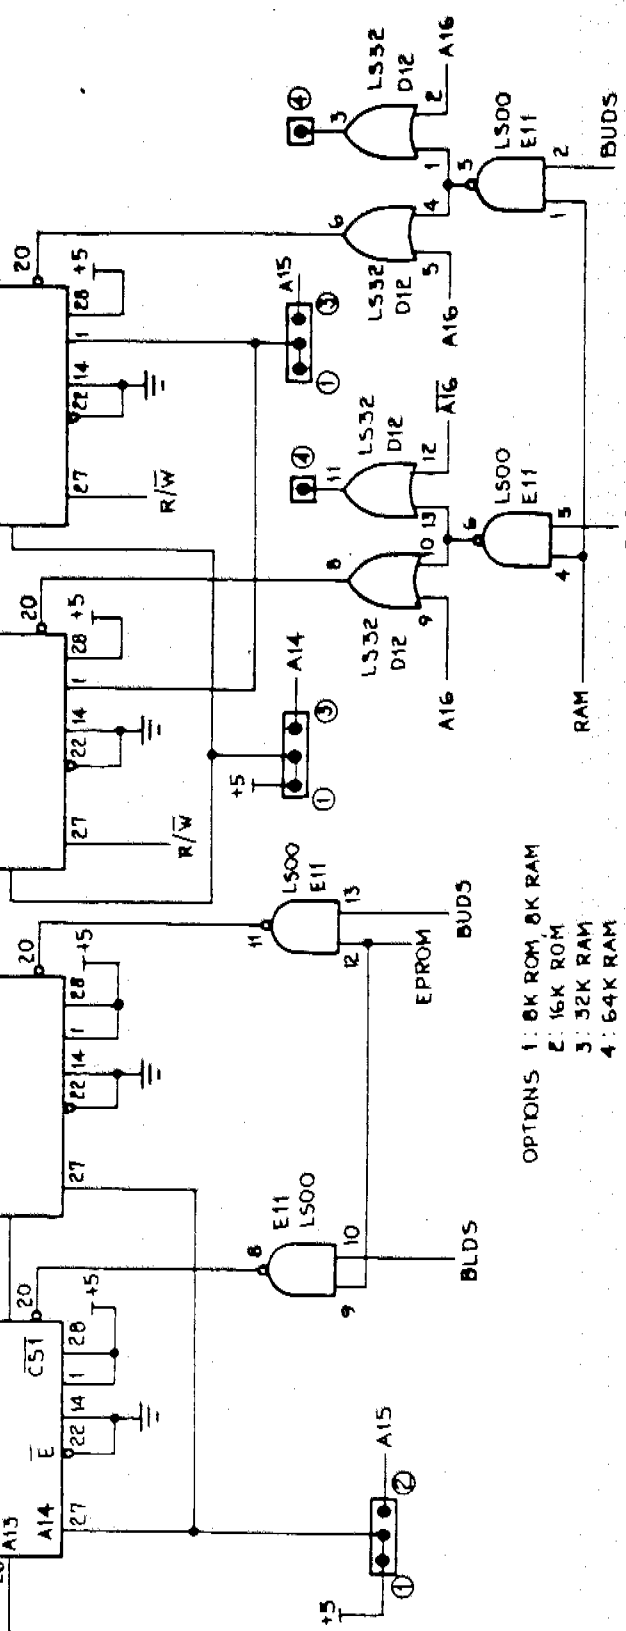 A16
LS32
D12
2
④
3
1
3
LS00
E11
2
BUDS
4
1
6
5
LS32
D12
A16
20
+5
28
1
14
22
27
R/W̅
A15
③
①
A̅1̅6̅
LS32
D12
12
④
11
13
LS00
E11
5
6
4
10
8
9
LS32
D12
A16
RAM
20
+5
28
1
14
22
27
R/W̅
A14
③
+5
①
LS00
E11
13
11
12
BUDS
EPROM
20
+5
28
1
14
22
27
E11
LS00
8
10
9
BLDS
20
+5
C̅S̅1̅
28
1
14
E̅
22
A13
A14
27
A15
②
①
+5
OPTIONS 1: 8K ROM, 8K RAM
2: 16K ROM
3: 32K RAM
4: 64K RAM